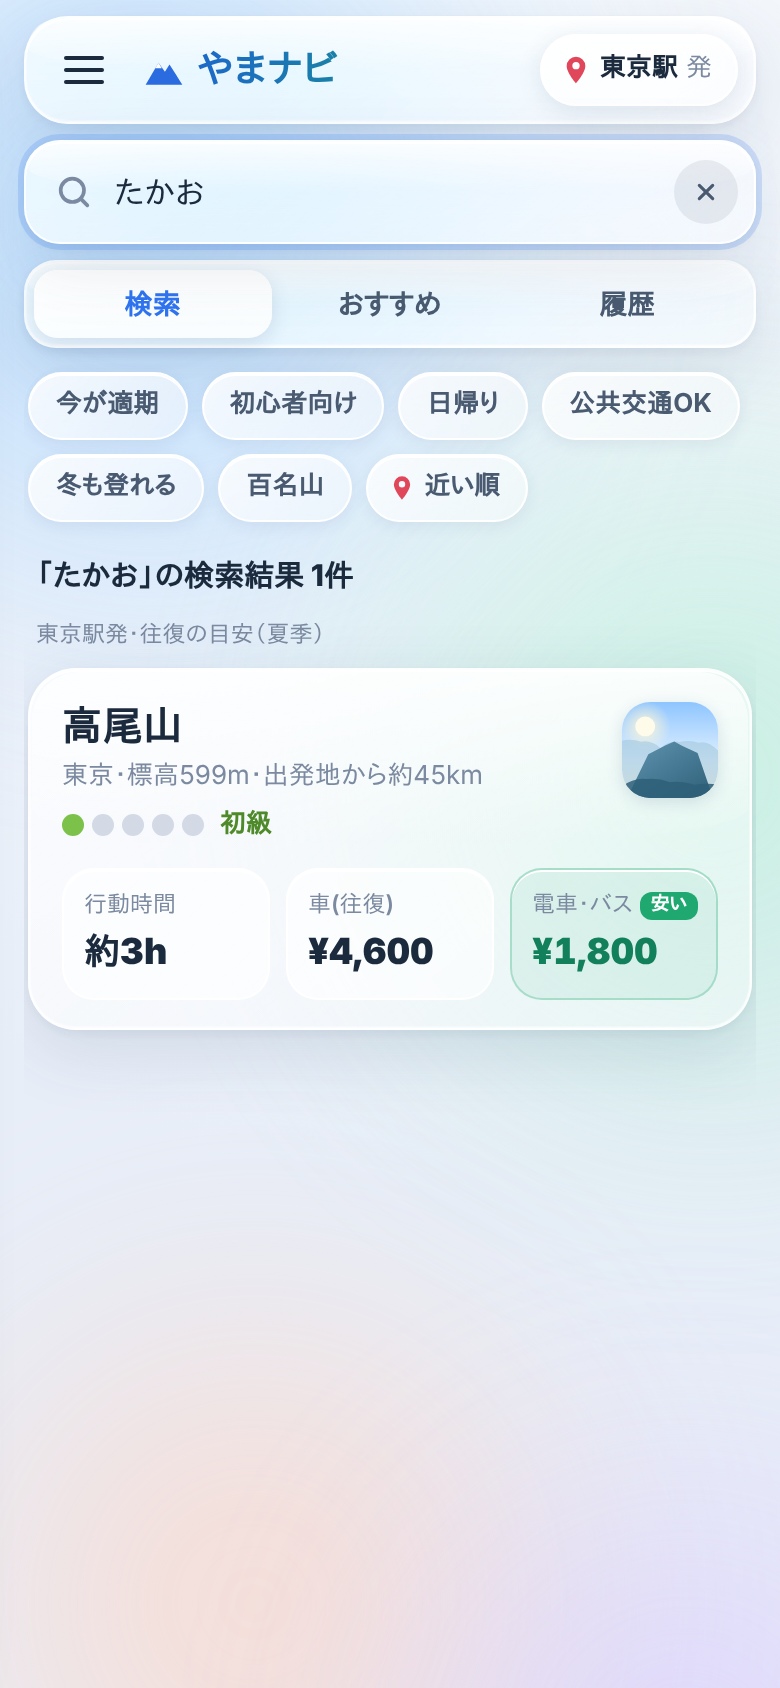 やまナビ
東京駅 発
たかお
検索 おすすめ 履歴
今が適期 初心者向け 日帰り 公共交通OK
冬も登れる 百名山 近い順
「たかお」の検索結果 1件
東京駅発・往復の目安（夏季）
高尾山
東京・標高599m・出発地から約45km
初級
行動時間
約3h
車(往復)
¥4,600
電車・バス 安い
¥1,800